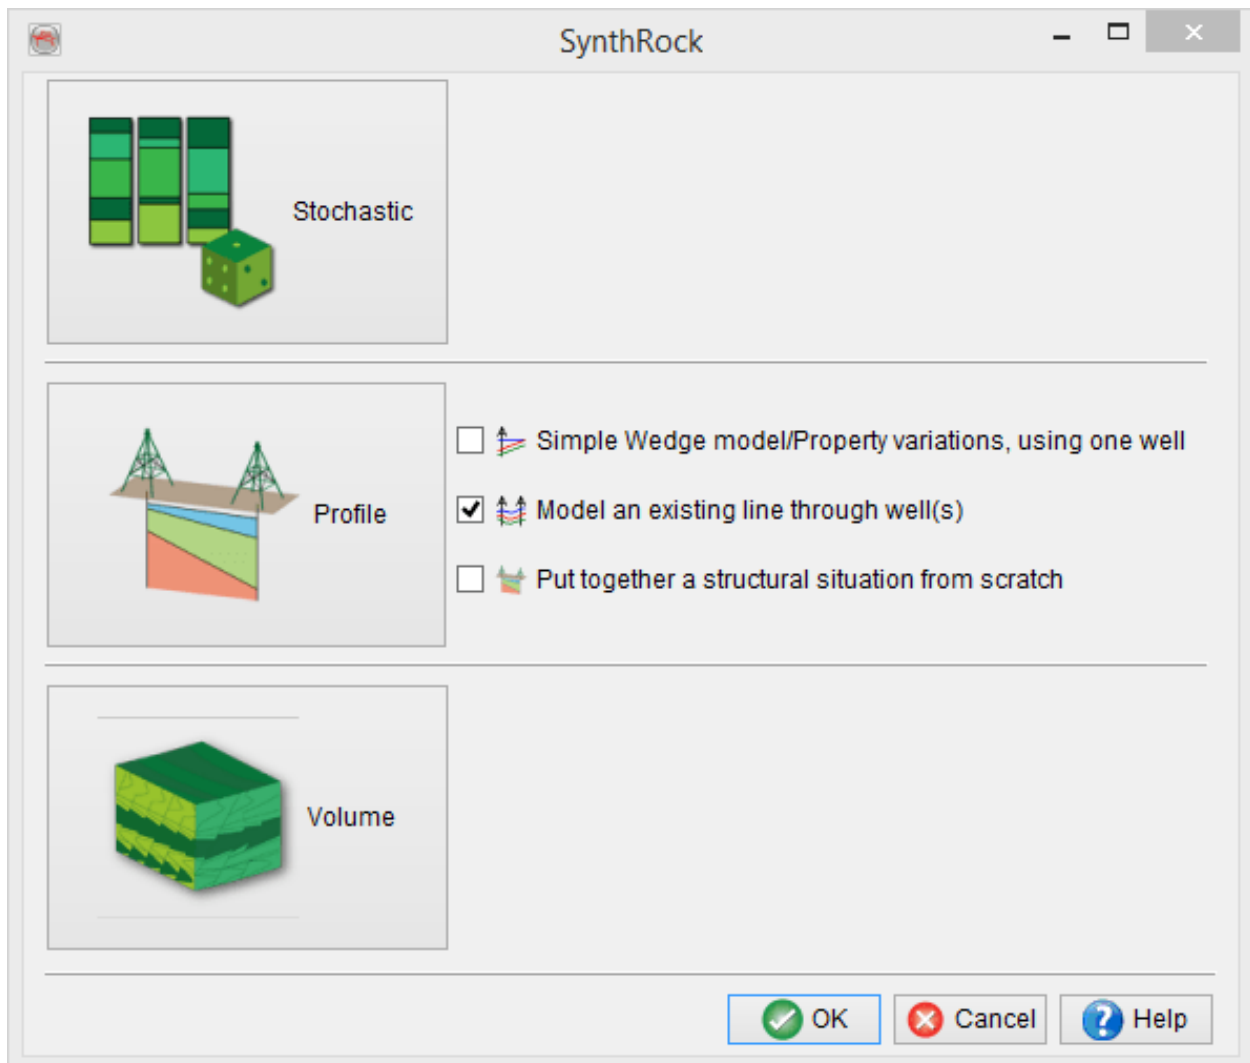 SynthRock
Stochastic
Profile
Simple Wedge model/Property variations, using one well
Model an existing line through well(s)
Put together a structural situation from scratch
Volume
OK
Cancel
Help